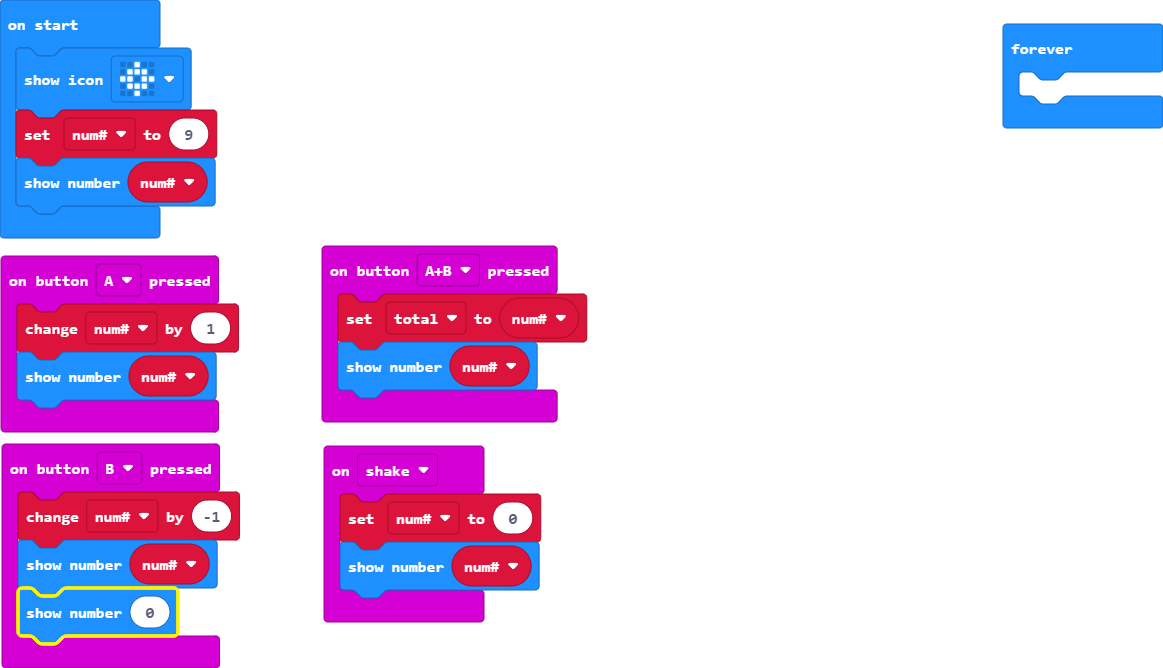 on start
show icon
set num# to 9
show number num#
forever
on button A pressed
change num# by 1
show number num#
on button A+B pressed
set total to num#
show number num#
on button B pressed
change num# by -1
show number num#
show number 0
on shake
set num# to 0
show number num#